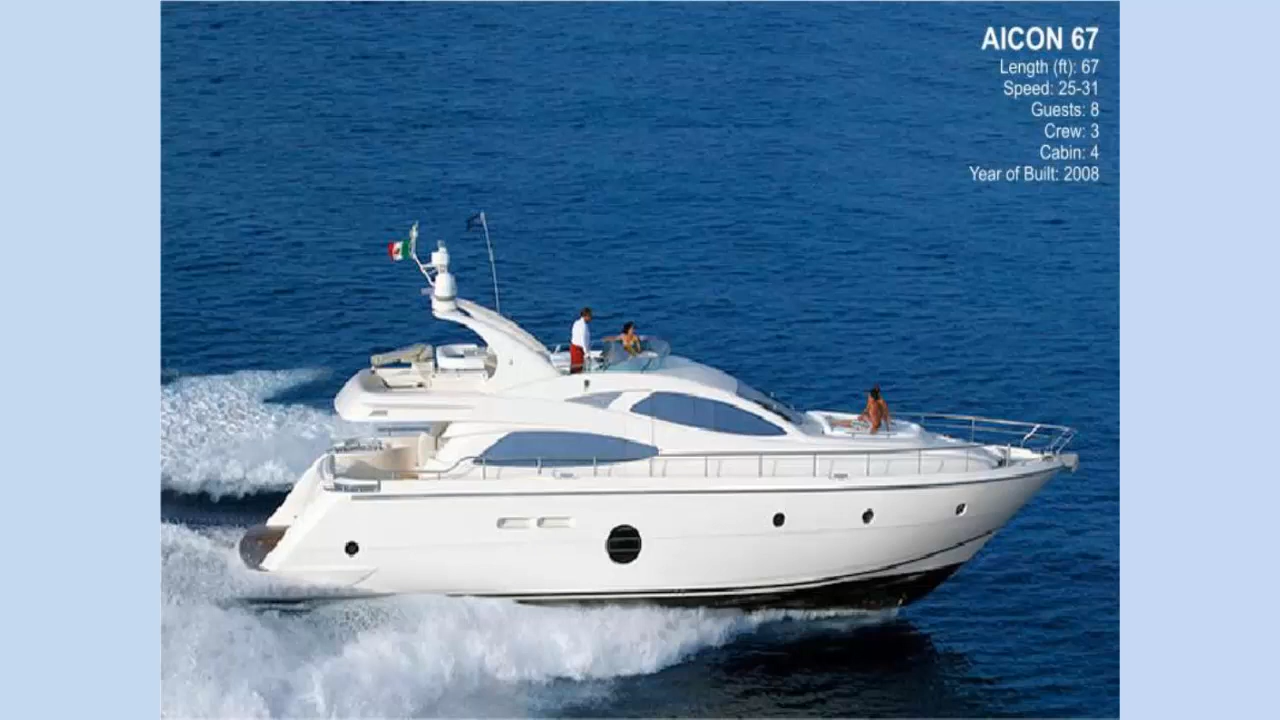 AICON 67
Length (ft): 67
Speed: 25-31
Guests: 8
Crew: 3
Cabin: 4
Year of Built: 2008